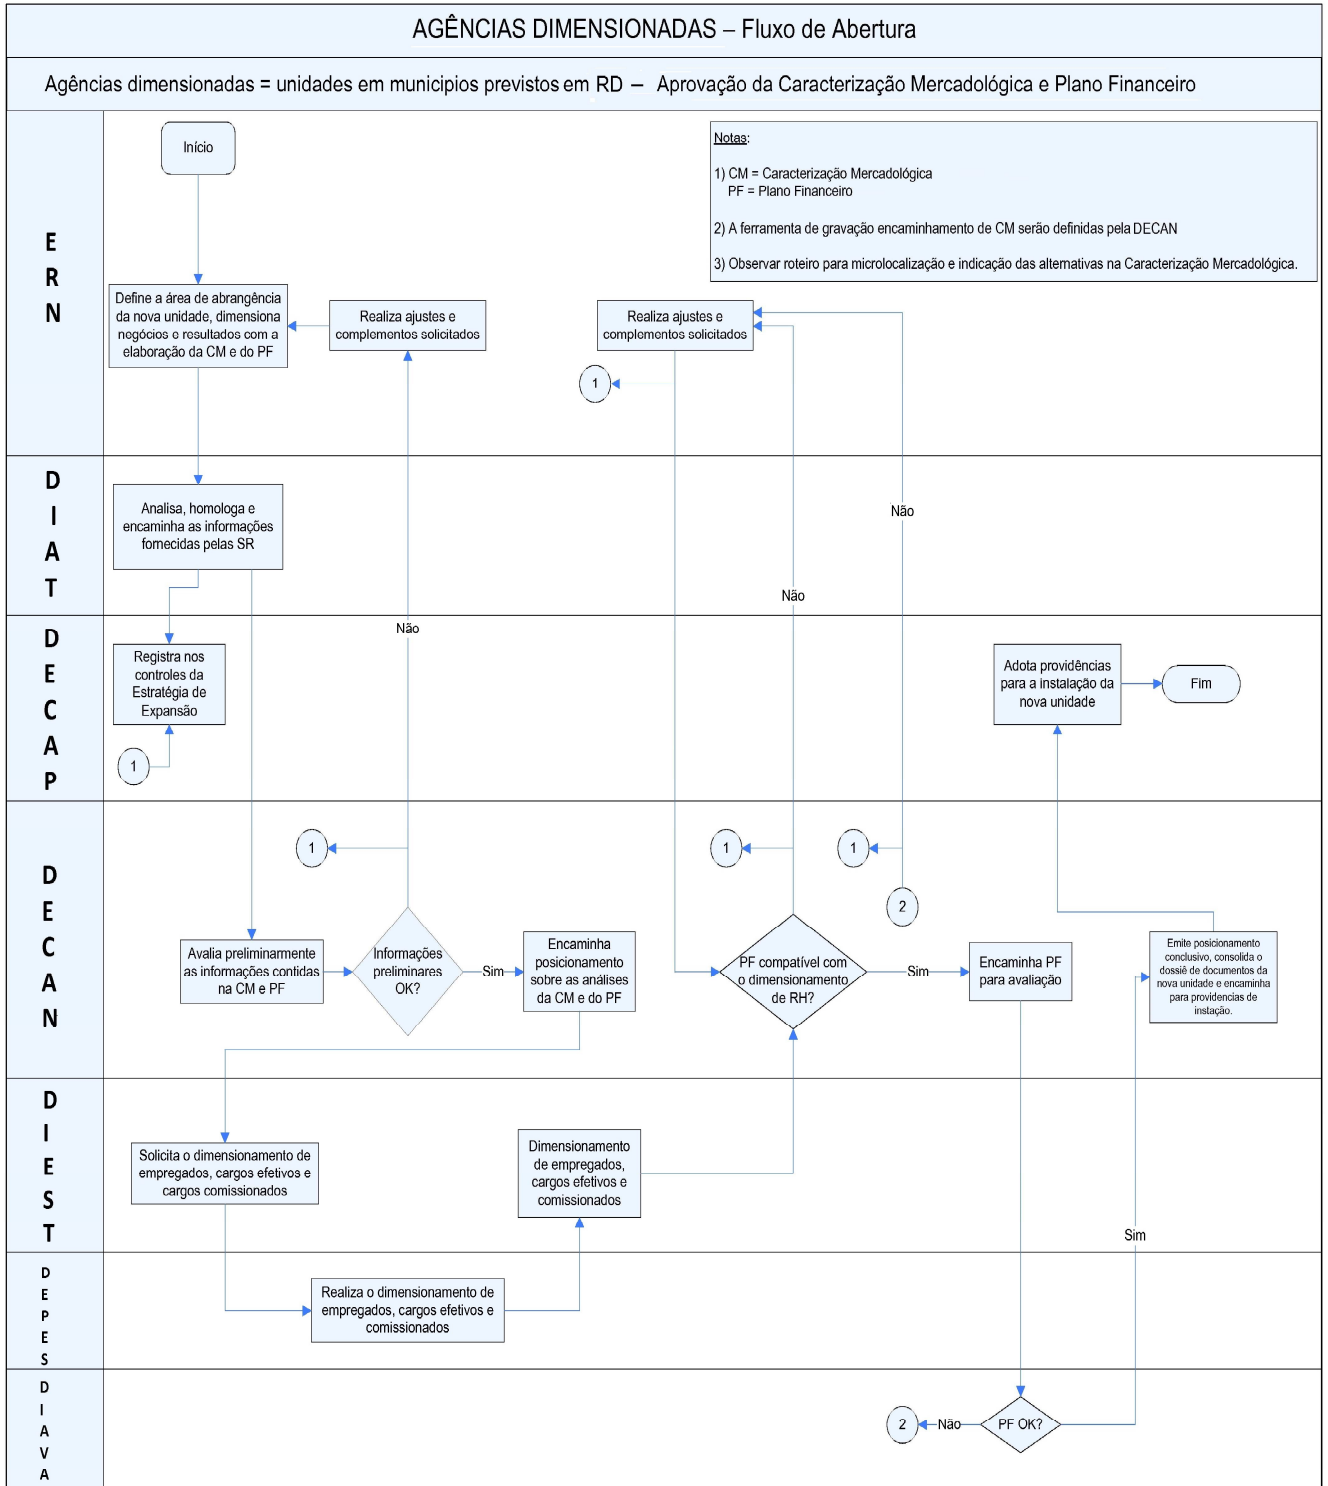 AGÊNCIAS DIMENSIONADAS – Fluxo de Abertura
Agências dimensionadas = unidades em municipios previstos em RD – Aprovação da Caracterização Mercadológica e Plano Financeiro
E
R
N
Início
Notas:
1) CM = Caracterização Mercadológica
PF = Plano Financeiro
2) A ferramenta de gravação encaminhamento de CM serão definidas pela DECAN
3) Observar roteiro para microlocalização e indicação das alternativas na Caracterização Mercadológica.
Define a área de abrangência
da nova unidade, dimensiona
negócios e resultados com a
elaboração da CM e do PF
Realiza ajustes e
complementos solicitados
Realiza ajustes e
complementos solicitados
1
D
I
A
T
Analisa, homologa e
encaminha as informações
fornecidas pelas SR
Não
Não
Não
D
E
C
A
P
Registra nos
controles da
Estratégia de
Expansão
1
Adota providências
para a instalação da
nova unidade
Fim
D
E
C
A
N
1
1
1
2
Avalia preliminarmente
as informações contidas
na CM e PF
Informações
preliminares
OK?
Sim
Encaminha
posicionamento
sobre as análises
da CM e do PF
PF compatível com
o dimensionamento
de RH?
Sim
Encaminha PF
para avaliação
Emite posicionamento
conclusivo, consolida o
dossiê de documentos da
nova unidade e encaminha
para providencias de
instação.
D
I
E
S
T
Solicita o dimensionamento de
empregados, cargos efetivos e
cargos comissionados
Dimensionamento
de empregados,
cargos efetivos e
comissionados
Sim
D
E
P
E
S
Realiza o dimensionamento de
empregados, cargos efetivos e
comissionados
D
I
A
V
A
2
Não
PF OK?